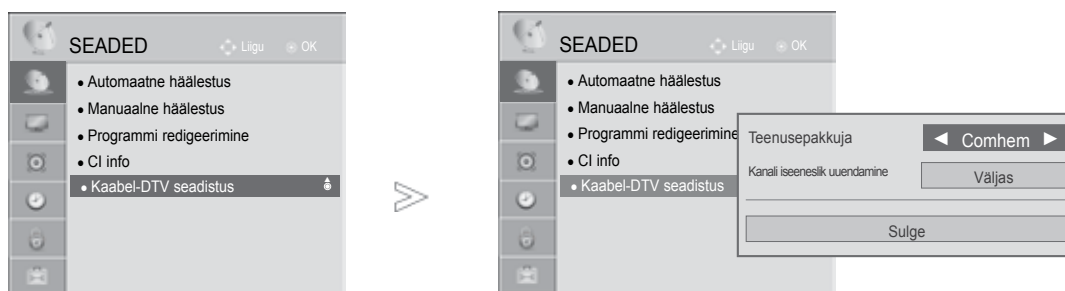 SEADED Liigu OK
• Automaatne häälestus
• Manuaalne häälestus
• Programmi redigeerimine
• CI info
• Kaabel-DTV seadistus
SEADED Liigu OK
• Automaatne häälestus
• Manuaalne häälestus
• Programmi redigeerimine
• CI info
• Kaabel-DTV seadistus
Teenusepakkuja ◄ Comhem ►
Kanali iseeneslik uuendamine Väljas
Sulge